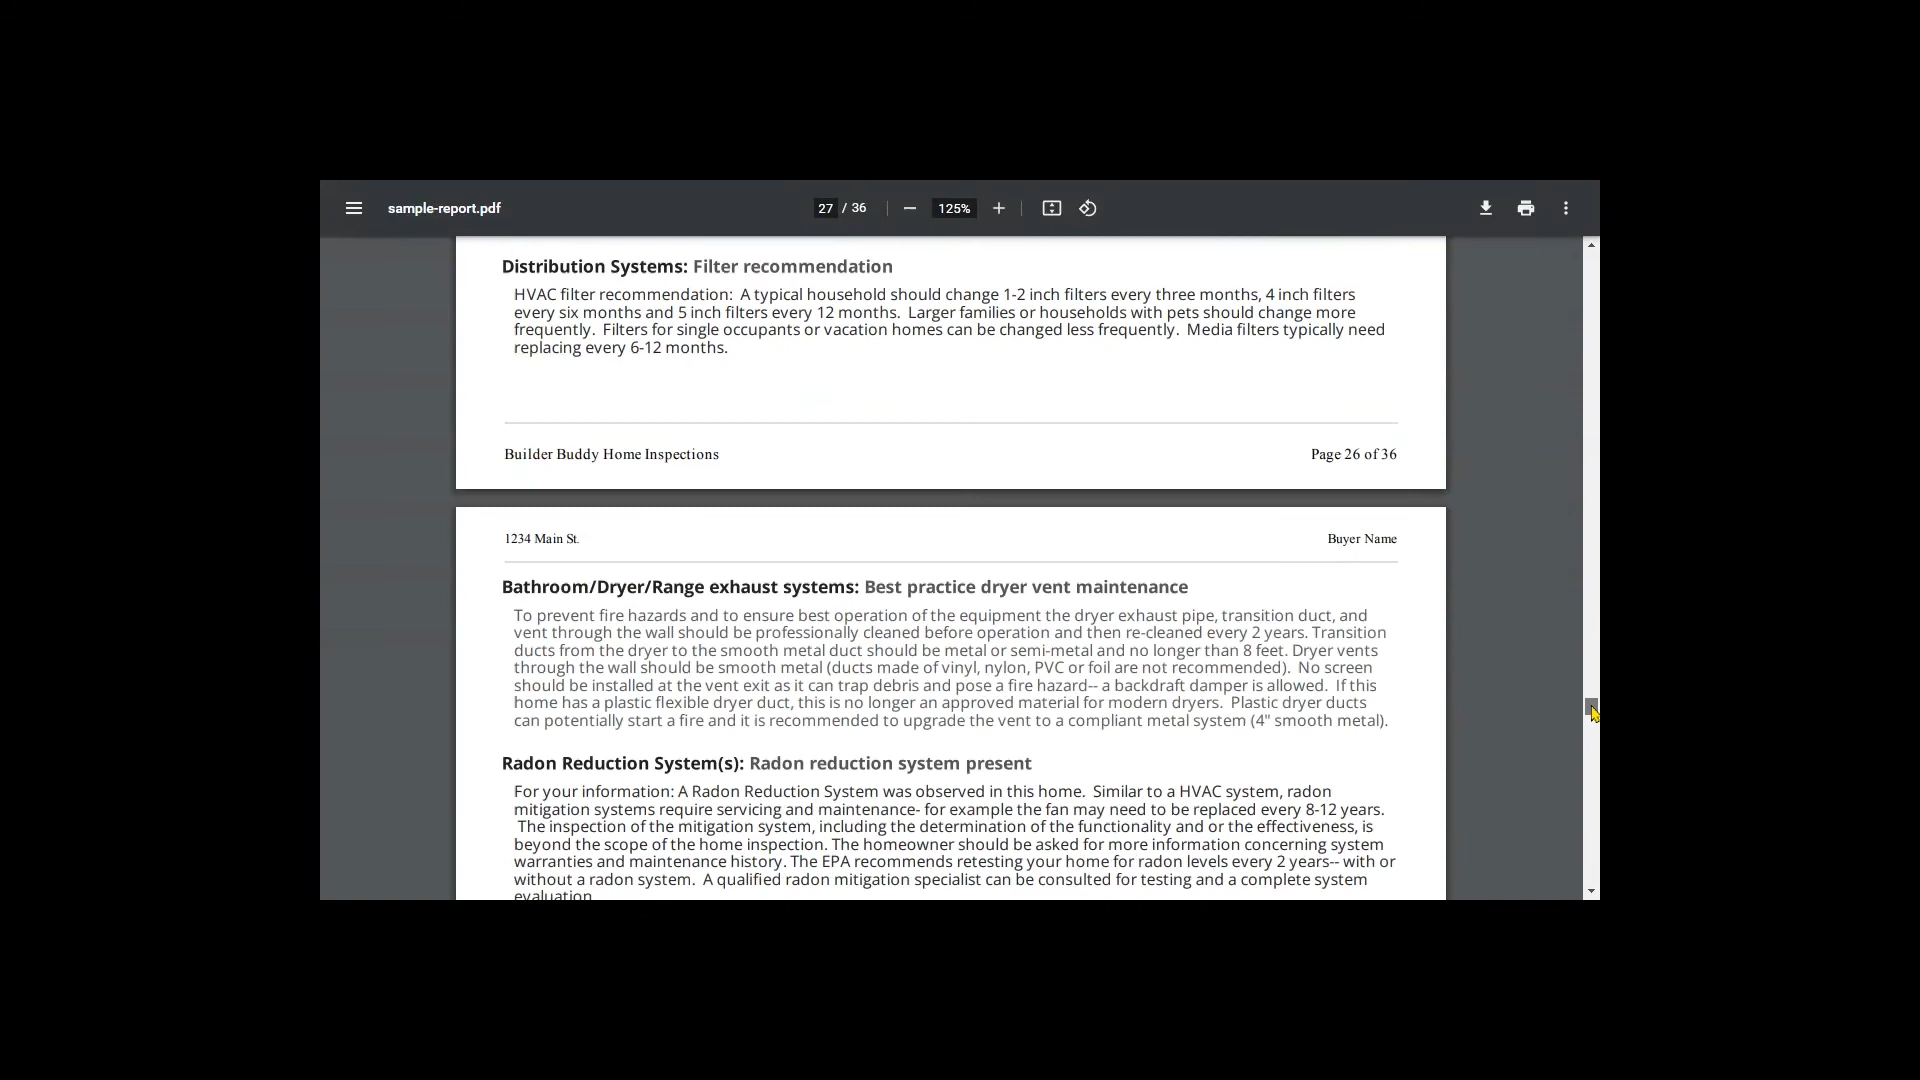 sample-report.pdf
27 / 36
125%
Distribution Systems: Filter recommendation
HVAC filter recommendation:  A typical household should change 1-2 inch filters every three months, 4 inch filters
every six months and 5 inch filters every 12 months.  Larger families or households with pets should change more
frequently.  Filters for single occupants or vacation homes can be changed less frequently.  Media filters typically need
replacing every 6-12 months.
Builder Buddy Home Inspections
Page 26 of 36
1234 Main St.
Buyer Name
Bathroom/Dryer/Range exhaust systems: Best practice dryer vent maintenance
To prevent fire hazards and to ensure best operation of the equipment the dryer exhaust pipe, transition duct, and
vent through the wall should be professionally cleaned before operation and then re-cleaned every 2 years. Transition
ducts from the dryer to the smooth metal duct should be metal or semi-metal and no longer than 8 feet. Dryer vents
through the wall should be smooth metal (ducts made of vinyl, nylon, PVC or foil are not recommended).  No screen
should be installed at the vent exit as it can trap debris and pose a fire hazard-- a backdraft damper is allowed.  If this
home has a plastic flexible dryer duct, this is no longer an approved material for modern dryers.  Plastic dryer ducts
can potentially start a fire and it is recommended to upgrade the vent to a compliant metal system (4" smooth metal).
Radon Reduction System(s): Radon reduction system present
For your information: A Radon Reduction System was observed in this home.  Similar to a HVAC system, radon
mitigation systems require servicing and maintenance- for example the fan may need to be replaced every 8-12 years.
The inspection of the mitigation system, including the determination of the functionality and or the effectiveness, is
beyond the scope of the home inspection. The homeowner should be asked for more information concerning system
warranties and maintenance history. The EPA recommends retesting your home for radon levels every 2 years-- with or
without a radon system.  A qualified radon mitigation specialist can be consulted for testing and a complete system
evaluation.